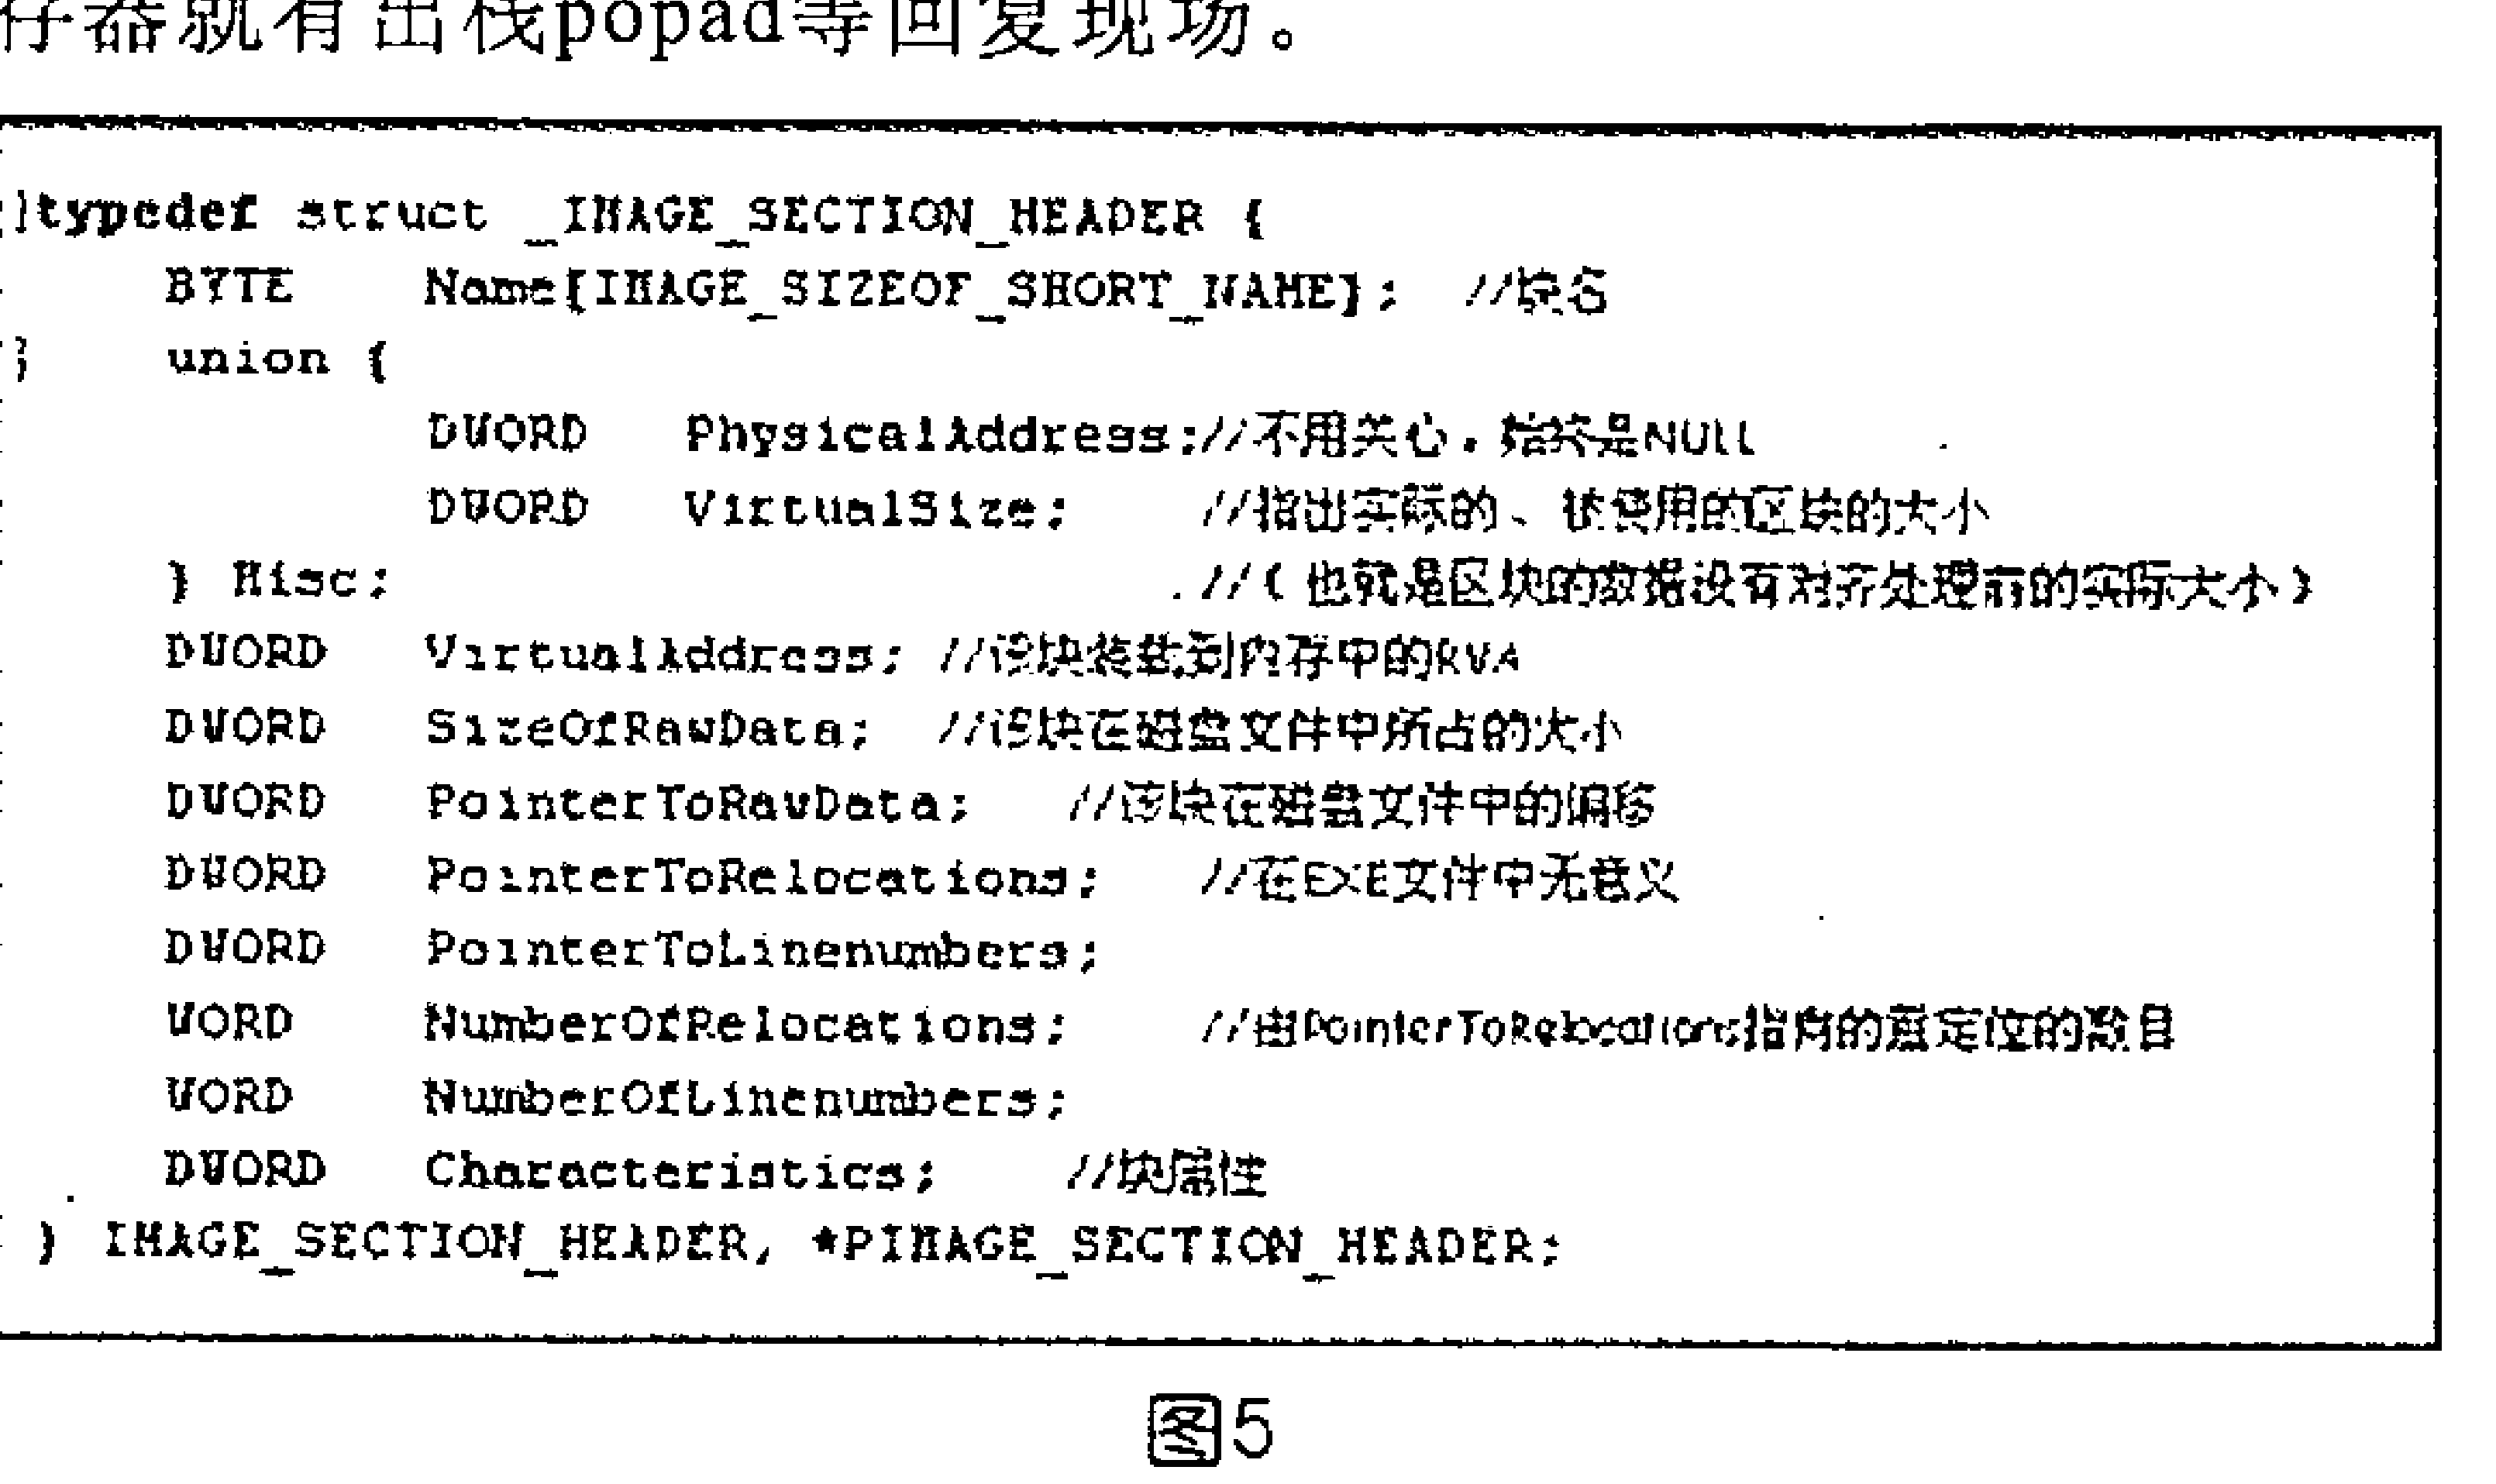 存器就有出栈popad等回复现场。
typedef struct _IMAGE_SECTION_HEADER {
BYTE Name[IMAGE_SIZEOF_SHORT_NAME]; //块名
union {
DWORD PhysicalAddress;//不用关心，始终是NULL
DWORD VirtualSize; //指出实际的、被使用的区块的大小
} Misc; //(也就是区块的数据没有对齐处理前的实际大小)
DWORD VirtualAddress; //该块装载到内存中的RVA
DWORD SizeOfRawData; //该块在磁盘文件中所占的大小
DWORD PointerToRawData; //该块在磁盘文件中的偏移
DWORD PointerToRelocations; //在EXE文件中无意义
DWORD PointerToLinenumbers;
WORD NumberOfRelocations; //由PointerToRelocations指向的重定位的数目
WORD NumberOfLinenumbers;
DWORD Characteristics; //块属性
} IMAGE_SECTION_HEADER, *PIMAGE_SECTION_HEADER;
图5